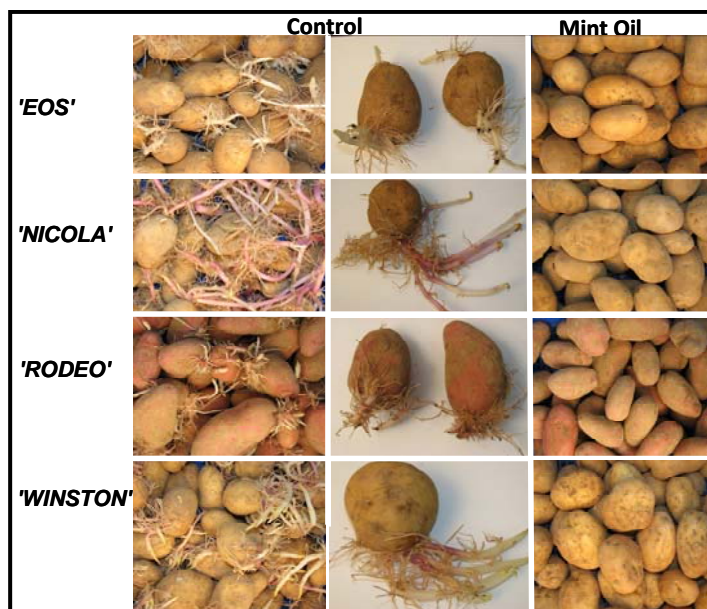 Control Mint Oil
'EOS'
'NICOLA'
'RODEO'
'WINSTON'